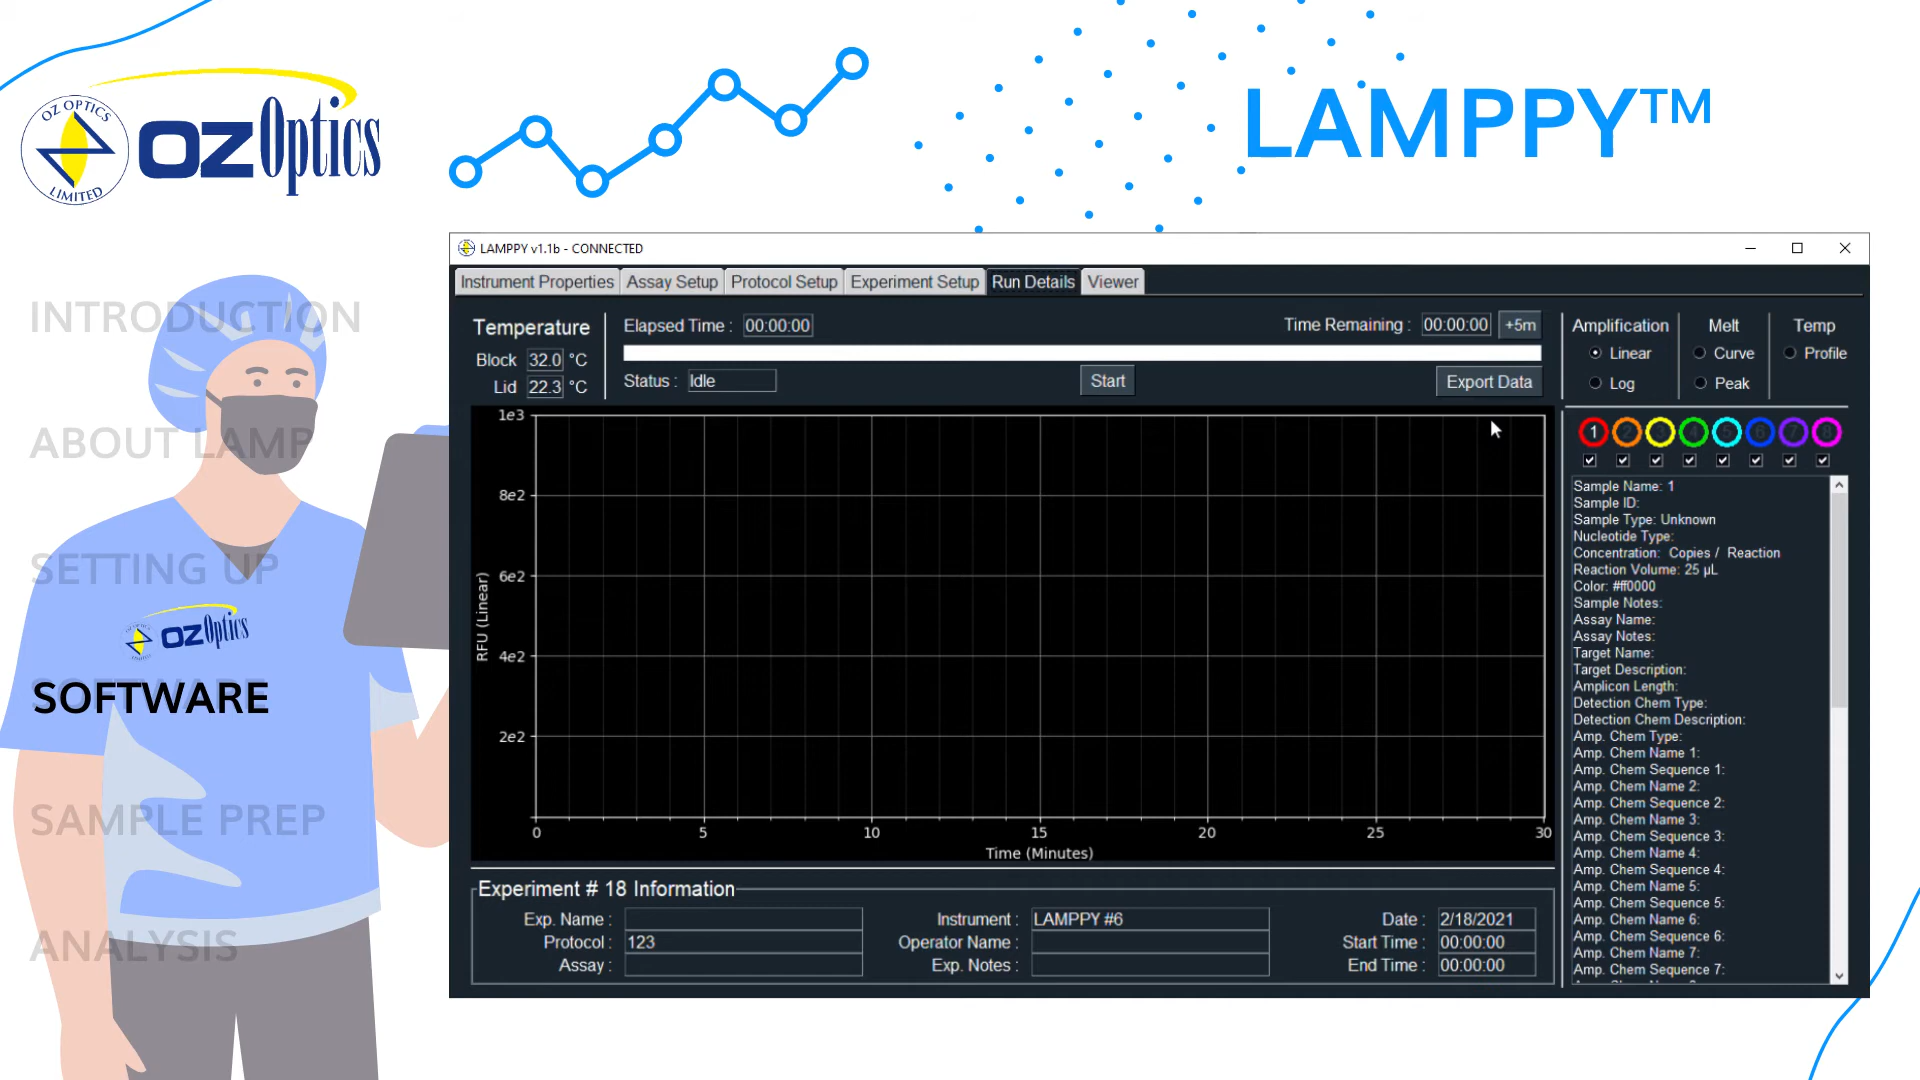 OZ OPTICS
LIMITED
OZ Optics
LAMPPY™
INTRODUCTION
ABOUT LAMP
SETTING UP
OZ Optics
SOFTWARE
SAMPLE PREP
ANALYSIS
LAMPPY v1.1b - CONNECTED
Instrument Properties Assay Setup Protocol Setup Experiment Setup Run Details Viewer
Temperature
Block 32.0 °C
Lid 22.3 °C
Elapsed Time : 00:00:00
Time Remaining : 00:00:00 +5m
Status : Idle
Start
Export Data
Amplification Melt Temp
Linear Curve Profile
Log Peak
1 2 3 4 5 6 7 8
1e3
8e2
6e2
4e2
2e2
RFU (Linear)
0 5 10 15 20 25 30
Time (Minutes)
Sample Name: 1
Sample ID:
Sample Type: Unknown
Nucleotide Type:
Concentration: Copies / Reaction
Reaction Volume: 25 µL
Color: #ff0000
Sample Notes:
Assay Name:
Assay Notes:
Target Name:
Target Description:
Amplicon Length:
Detection Chem Type:
Detection Chem Description:
Amp. Chem Type:
Amp. Chem Name 1:
Amp. Chem Sequence 1:
Amp. Chem Name 2:
Amp. Chem Sequence 2:
Amp. Chem Name 3:
Amp. Chem Sequence 3:
Amp. Chem Name 4:
Amp. Chem Sequence 4:
Amp. Chem Name 5:
Amp. Chem Sequence 5:
Amp. Chem Name 6:
Amp. Chem Sequence 6:
Amp. Chem Name 7:
Amp. Chem Sequence 7:
Experiment # 18 Information
Exp. Name :
Protocol : 123
Assay :
Instrument : LAMPPY #6
Operator Name :
Exp. Notes :
Date : 2/18/2021
Start Time : 00:00:00
End Time : 00:00:00